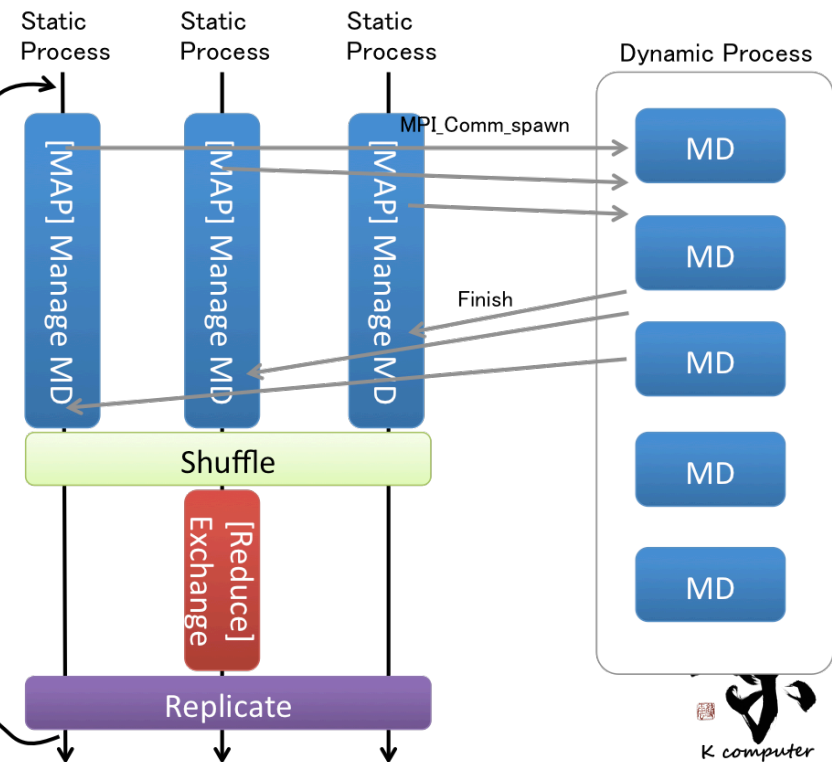 Static
Process
Static
Process
Static
Process
Dynamic Process
MPI_Comm_spawn
[MAP] Manage MD
[MAP] Manage MD
[MAP] Manage MD
MD
MD
MD
MD
MD
Finish
Shuffle
[Reduce]
Exchange
Replicate
K computer